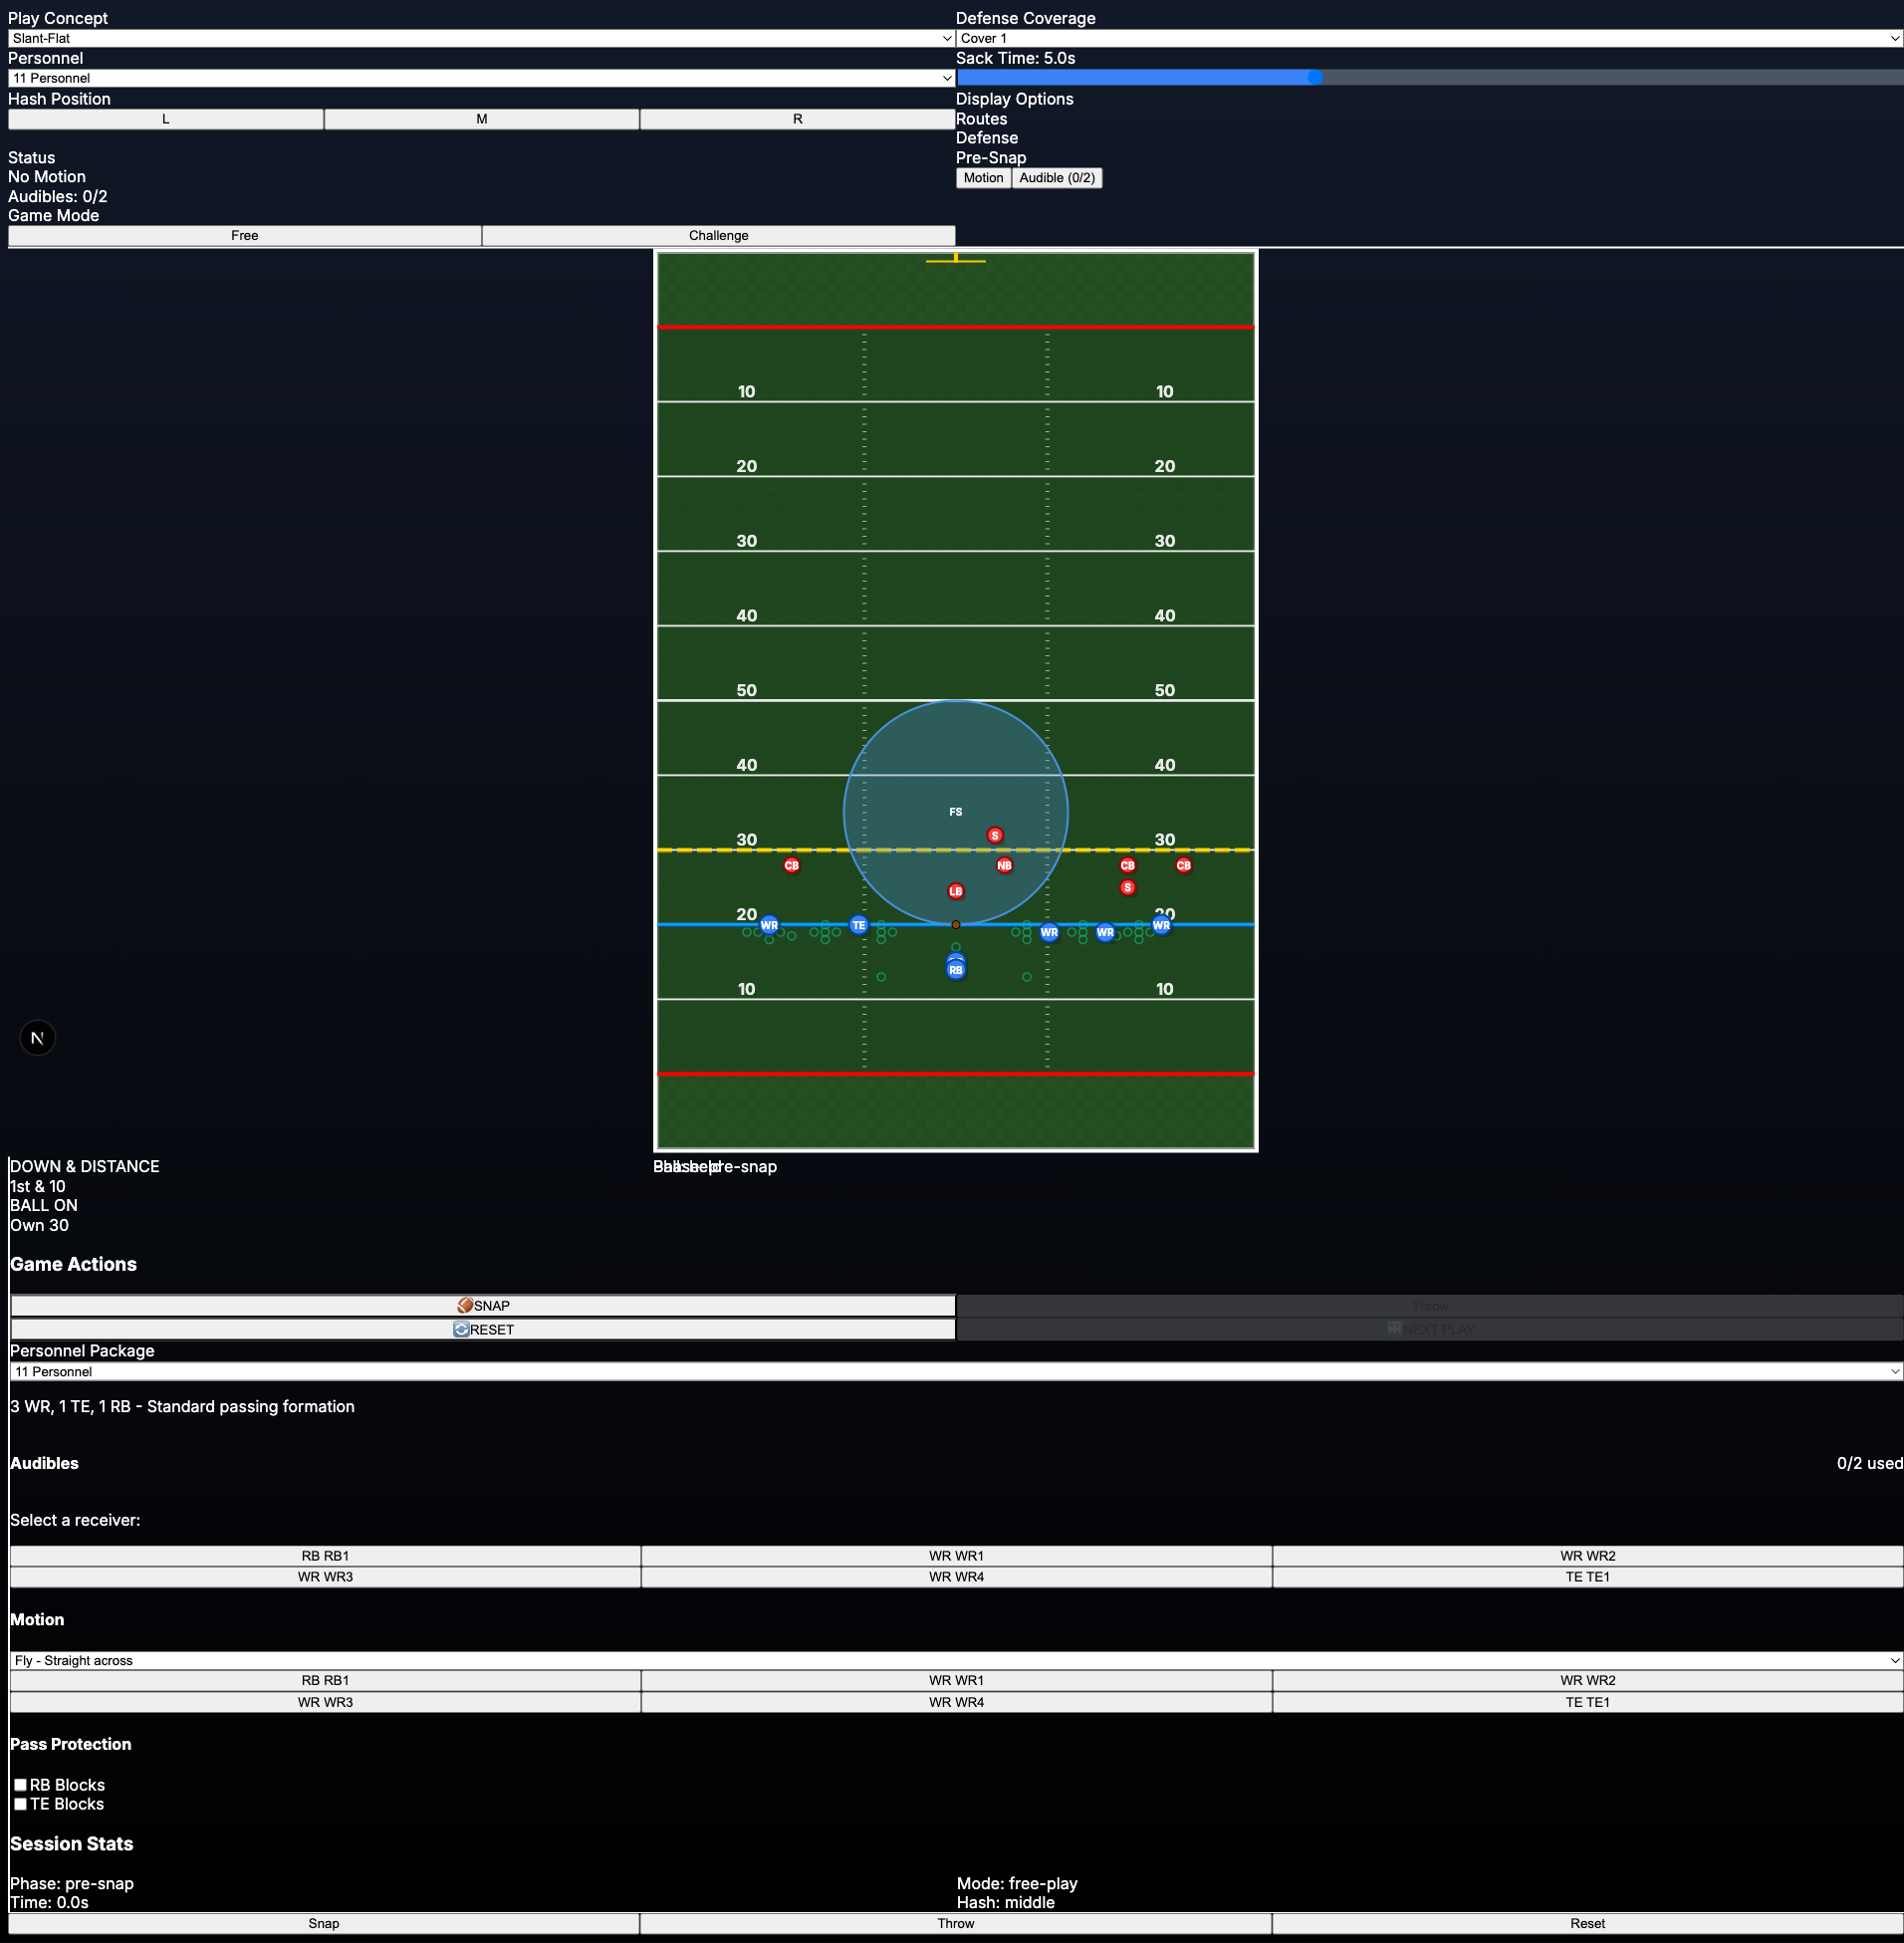 Play Concept
Slant-Flat
Personnel
11 Personnel
Hash Position
L M R
Status
No Motion
Audibles: 0/2
Game Mode
Free Challenge
Defense Coverage
Cover 1
Sack Time: 5.0s
Display Options
Routes
Defense
Pre-Snap
Motion Audible (0/2)
10 10
20 20
30 30
40 40
50 50
40 40
FS
S
30 30
CB NB CB CB
LB S
20 20
WR TE WR WR WR
RB
10 10
N
DOWN & DISTANCE
1st & 10
BALL ON
Own 30
Phase: pre-snap
Game Actions
🏈SNAP Throw
🔄RESET ⏭NEXT PLAY
Personnel Package
11 Personnel
3 WR, 1 TE, 1 RB - Standard passing formation
Audibles 0/2 used
Select a receiver:
RB RB1 WR WR1 WR WR2
WR WR3 WR WR4 TE TE1
Motion
Fly - Straight across
RB RB1 WR WR1 WR WR2
WR WR3 WR WR4 TE TE1
Pass Protection
RB Blocks
TE Blocks
Session Stats
Phase: pre-snap Mode: free-play
Time: 0.0s Hash: middle
Snap Throw Reset